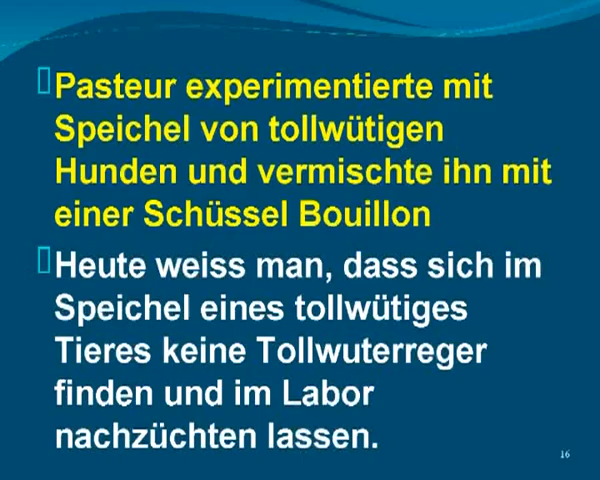 Pasteur experimentierte mit
Speichel von tollwütigen
Hunden und vermischte ihn mit
einer Schüssel Bouillon
Heute weiss man, dass sich im
Speichel eines tollwütiges
Tieres keine Tollwuterreger
finden und im Labor
nachzüchten lassen.
16